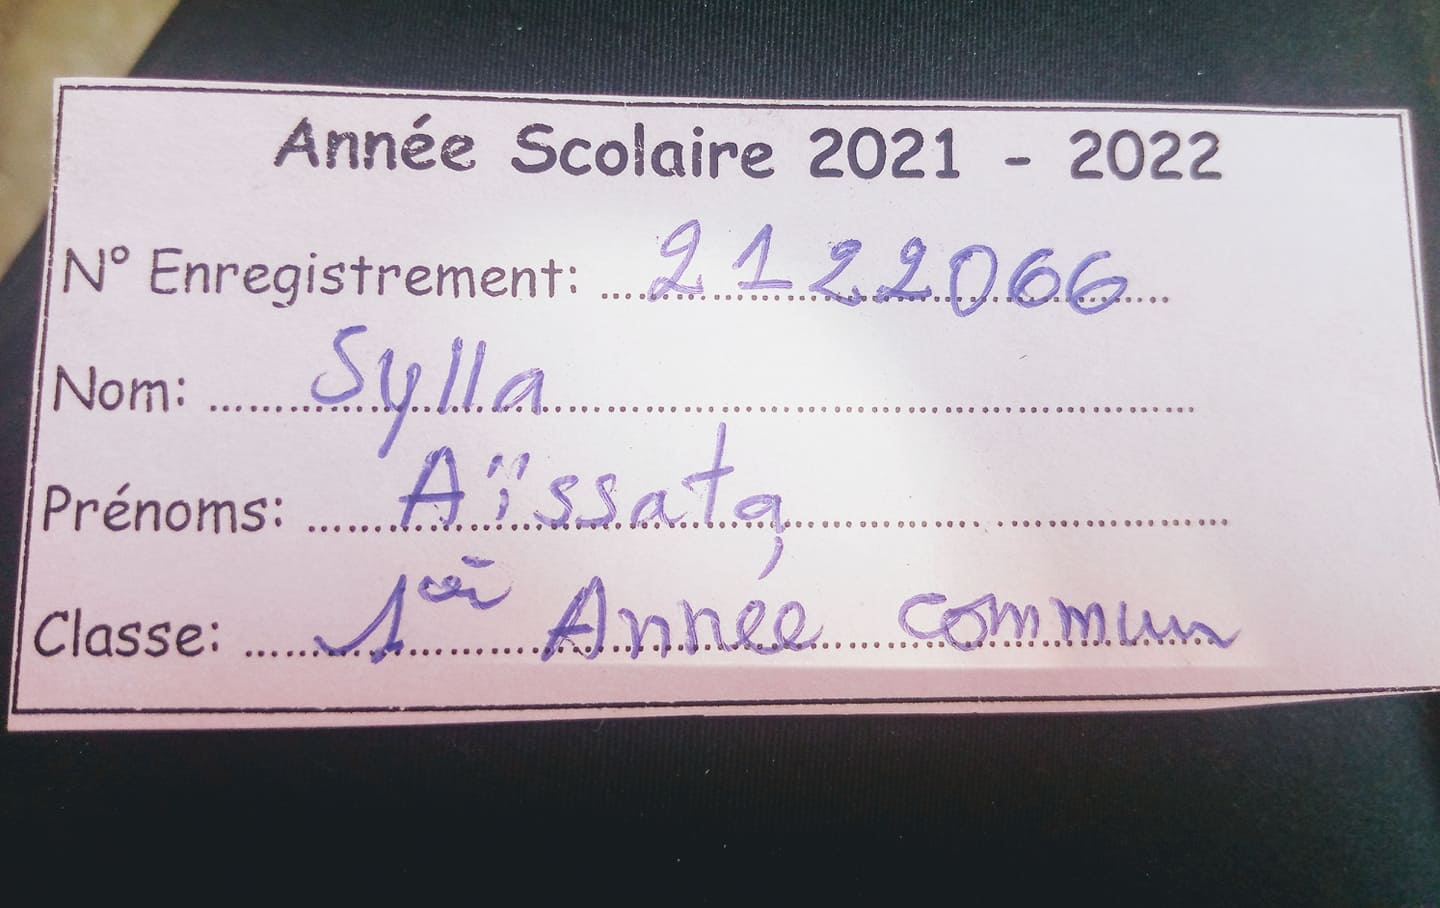 Année Scolaire 2021 - 2022
N° Enregistrement: 2122066
Nom: Sylla
Prénoms: Aïssata
Classe: 1ère Année commun